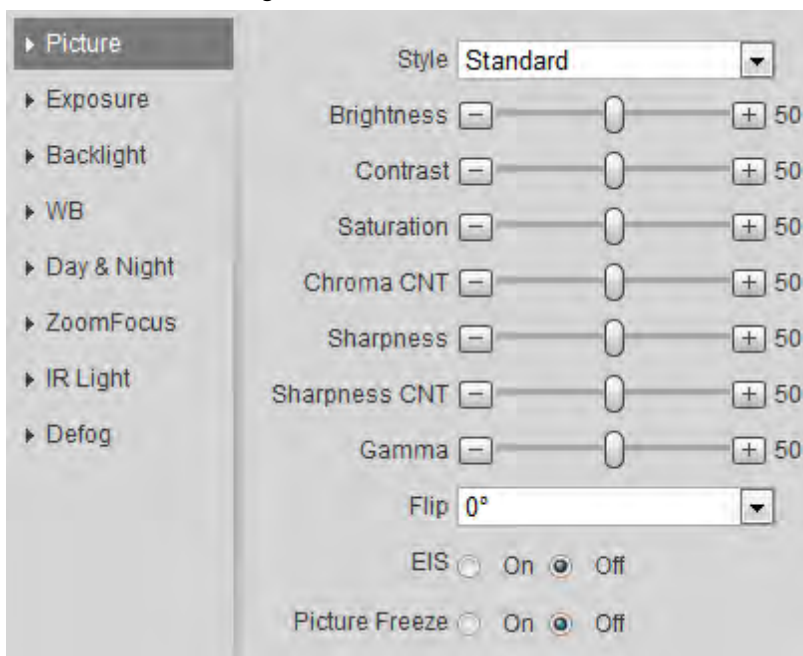 Picture
Exposure
Backlight
WB
Day & Night
ZoomFocus
IR Light
Defog
Style Standard
Brightness 50
Contrast 50
Saturation 50
Chroma CNT 50
Sharpness 50
Sharpness CNT 50
Gamma 50
Flip 0°
EIS On Off
Picture Freeze On Off